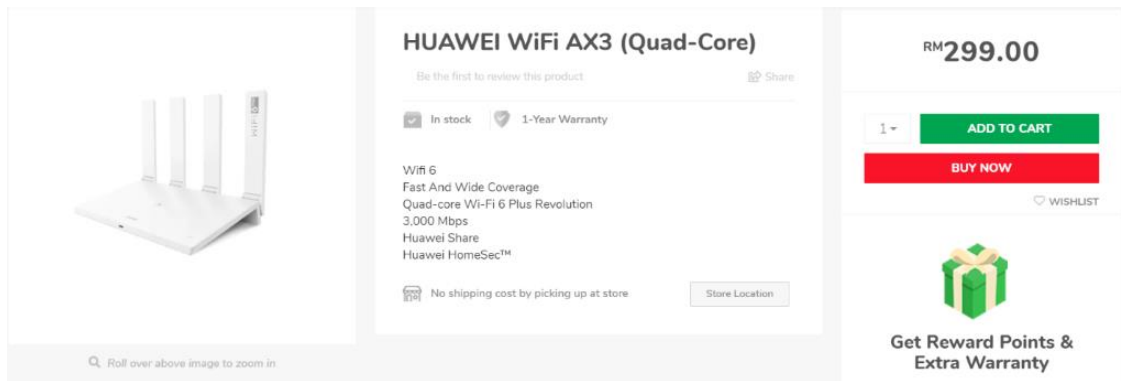 HUAWEI WiFi AX3 (Quad-Core)
Be the first to review this product
Share
In stock
1-Year Warranty
Wifi 6
Fast And Wide Coverage
Quad-core Wi-Fi 6 Plus Revolution
3,000 Mbps
Huawei Share
Huawei HomeSec™
No shipping cost by picking up at store
Store Location
Roll over above image to zoom in
RM299.00
1
ADD TO CART
BUY NOW
WISHLIST
Get Reward Points &
Extra Warranty